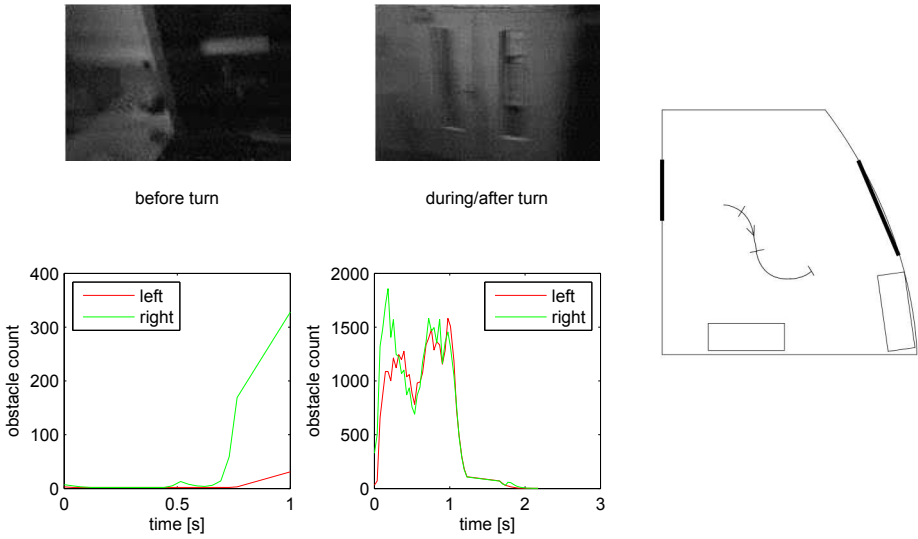 before turn
during/after turn
400
300
200
100
0
0
0.5
1
obstacle count
time [s]
left
right
2000
1500
1000
500
0
0
1
2
3
obstacle count
time [s]
left
right